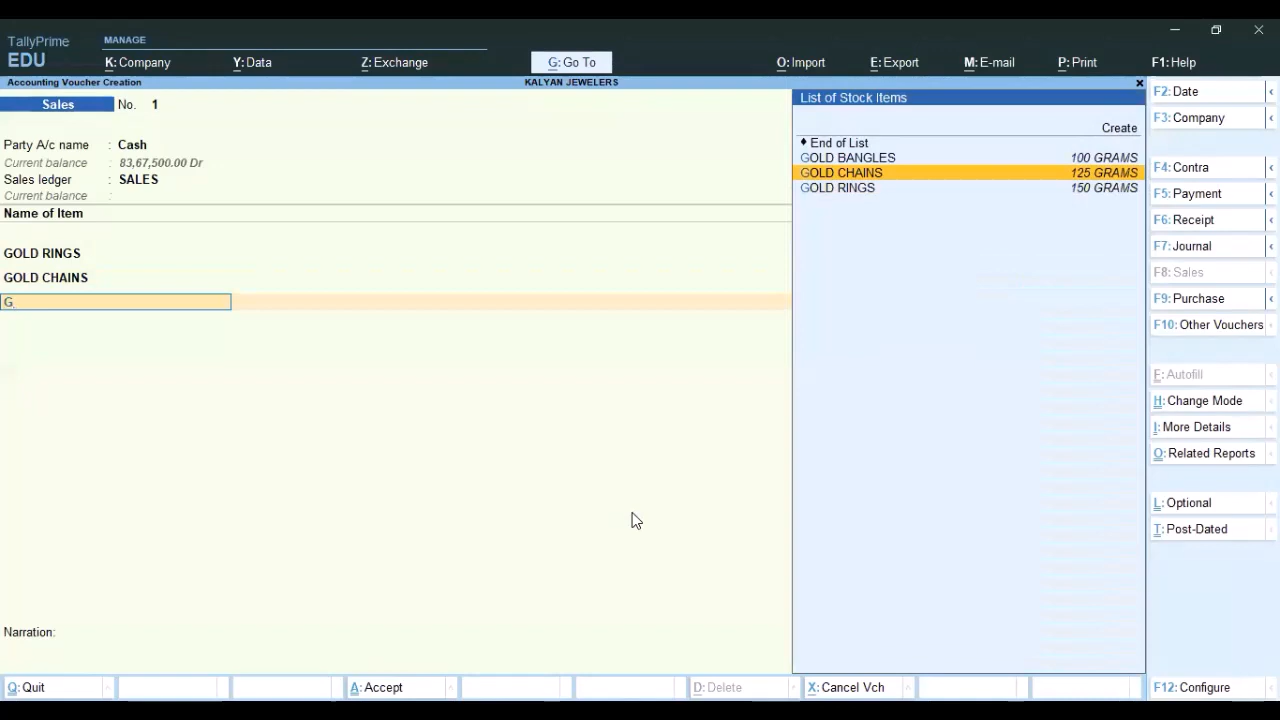 TallyPrime
EDU
MANAGE
K: Company
Y: Data
Z: Exchange
G: Go To
O: Import
E: Export
M: E-mail
P: Print
F1: Help
Accounting Voucher Creation
KALYAN JEWELERS
Sales No. 1
Party A/c name : Cash
Current balance : 83,67,500.00 Dr
Sales ledger : SALES
Current balance :
Name of Item
GOLD RINGS
GOLD CHAINS
G
Narration:
List of Stock Items
Create
♦ End of List
GOLD BANGLES 100 GRAMS
GOLD CHAINS 125 GRAMS
GOLD RINGS 150 GRAMS
F2: Date
F3: Company
F4: Contra
F5: Payment
F6: Receipt
F7: Journal
F8: Sales
F9: Purchase
F10: Other Vouchers
F: Autofill
H: Change Mode
I: More Details
O: Related Reports
L: Optional
T: Post-Dated
Q: Quit
A: Accept
D: Delete
X: Cancel Vch
F12: Configure